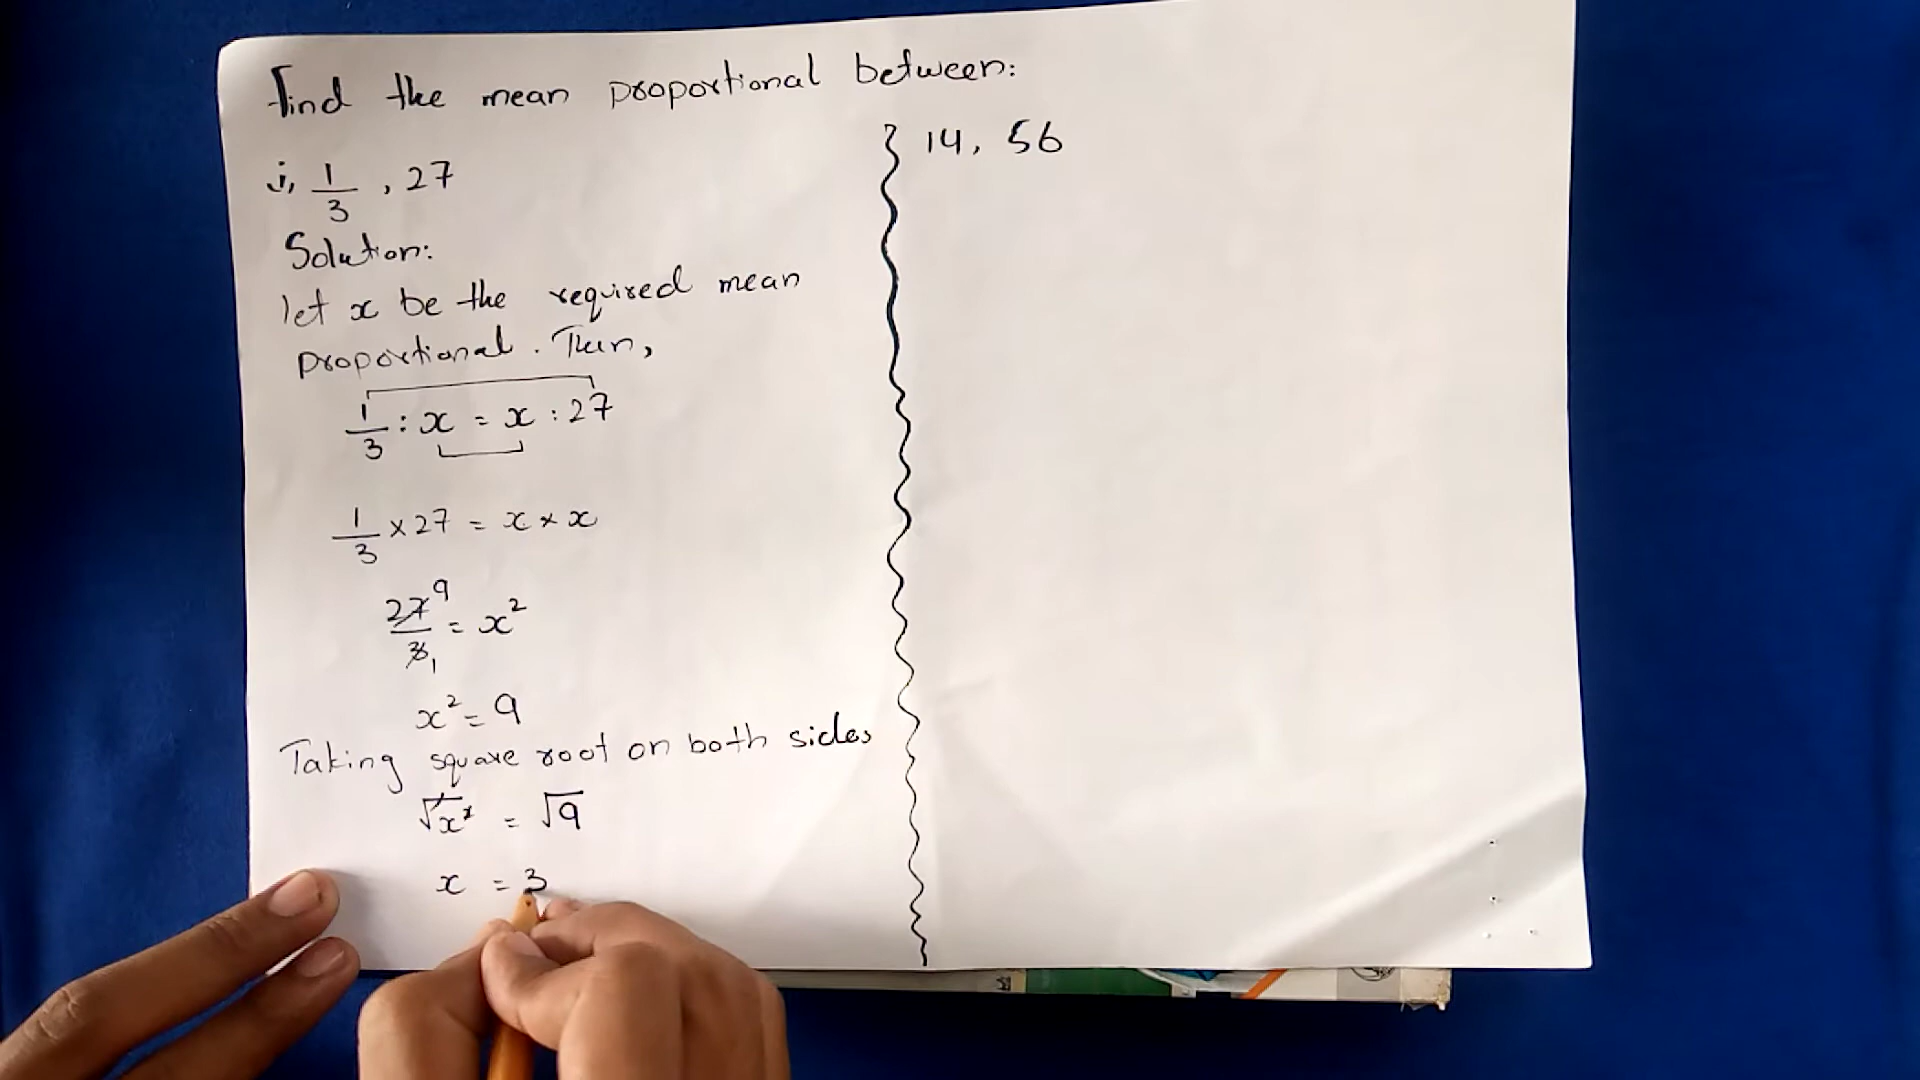 Find the mean proportional between:
i, 1/3, 27
Solution:
let x be the required mean
proportional. Then,
1/3 : x = x : 27
1/3 × 27 = x × x
27/3 9 1 = x²
x² = 9
Taking square root on both sides
√x² = √9
x = 3
14, 56